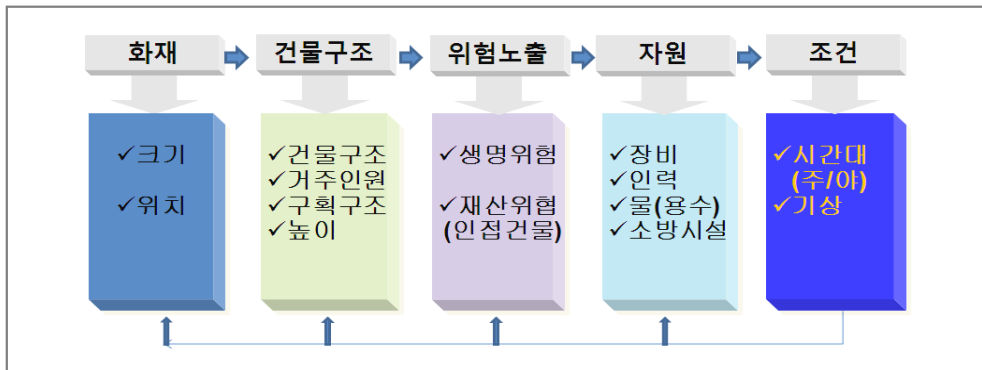 화재
건물구조
위험노출
자원
조건
✓크기
✓위치
✓건물구조
✓거주인원
✓구획구조
✓높이
✓생명위험
✓재산위협
(인접건물)
✓장비
✓인력
✓물(용수)
✓소방시설
✓시간대
(주/야)
✓기상